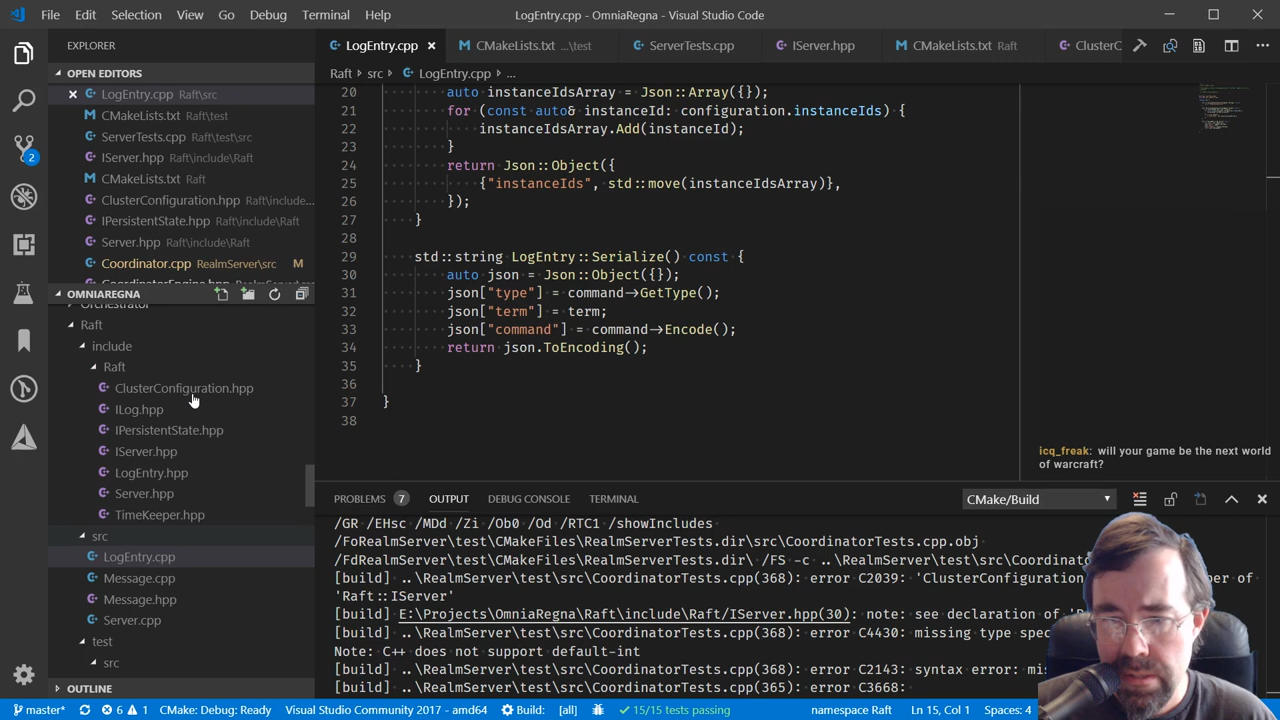 File Edit Selection View Go Debug Terminal Help LogEntry.cpp - OmniaRegna - Visual Studio Code
EXPLORER
LogEntry.cpp CMakeLists.txt ...\test ServerTests.cpp IServer.hpp CMakeLists.txt Raft ClusterC
OPEN EDITORS
Raft src LogEntry.cpp ...
LogEntry.cpp Raft\src
CMakeLists.txt Raft\test
ServerTests.cpp Raft\test\src
IServer.hpp Raft\include\Raft
CMakeLists.txt Raft
ClusterConfiguration.hpp Raft\include...
IPersistentState.hpp Raft\include\Raft
Server.hpp Raft\include\Raft
Coordinator.cpp RealmServer\src M
OMNIAREGNA
Orchestrator
Raft
include
Raft
ClusterConfiguration.hpp
ILog.hpp
IPersistentState.hpp
IServer.hpp
LogEntry.hpp
Server.hpp
TimeKeeper.hpp
src
LogEntry.cpp
Message.cpp
Message.hpp
Server.cpp
test
src
OUTLINE
20 auto instanceIdsArray = Json::Array({});
21 for (const auto& instanceId: configuration.instanceIds) {
22 instanceIdsArray.Add(instanceId);
23 }
24 return Json::Object({
25 {"instanceIds", std::move(instanceIdsArray)},
26 });
27 }
28
29 std::string LogEntry::Serialize() const {
30 auto json = Json::Object({});
31 json["type"] = command->GetType();
32 json["term"] = term;
33 json["command"] = command->Encode();
34 return json.ToEncoding();
35 }
36
37 }
38
icq_freak: will your game be the next world
of warcraft?
PROBLEMS 7 OUTPUT DEBUG CONSOLE TERMINAL CMake/Build
/GR /EHsc /MDd /Zi /Ob0 /Od /RTC1 /showIncludes
/FoRealmServer\test\CMakeFiles\RealmServerTests.dir\src\CoordinatorTests.cpp.obj
/FdRealmServer\test\CMakeFiles\RealmServerTests.dir\ /FS -c ..\RealmServer\test\src\Coordinat
[build] ..\RealmServer\test\src\CoordinatorTests.cpp(368): error C2039: 'ClusterConfiguration of
'Raft::IServer'
[build] E:\Projects\OmniaRegna\Raft\include\Raft/IServer.hpp(30): note: see declaration of
[build] ..\RealmServer\test\src\CoordinatorTests.cpp(368): error C4430: missing type spec
Note: C++ does not support default-int
[build] ..\RealmServer\test\src\CoordinatorTests.cpp(368): error C2143: syntax error:
[build] ..\RealmServer\test\src\CoordinatorTests.cpp(365): error C3668:
master* 6 1 CMake: Debug: Ready Visual Studio Community 2017 - amd64 Build: [all] 15/15 tests passing namespace Raft Ln 15, Col 1 Spaces: 4
2